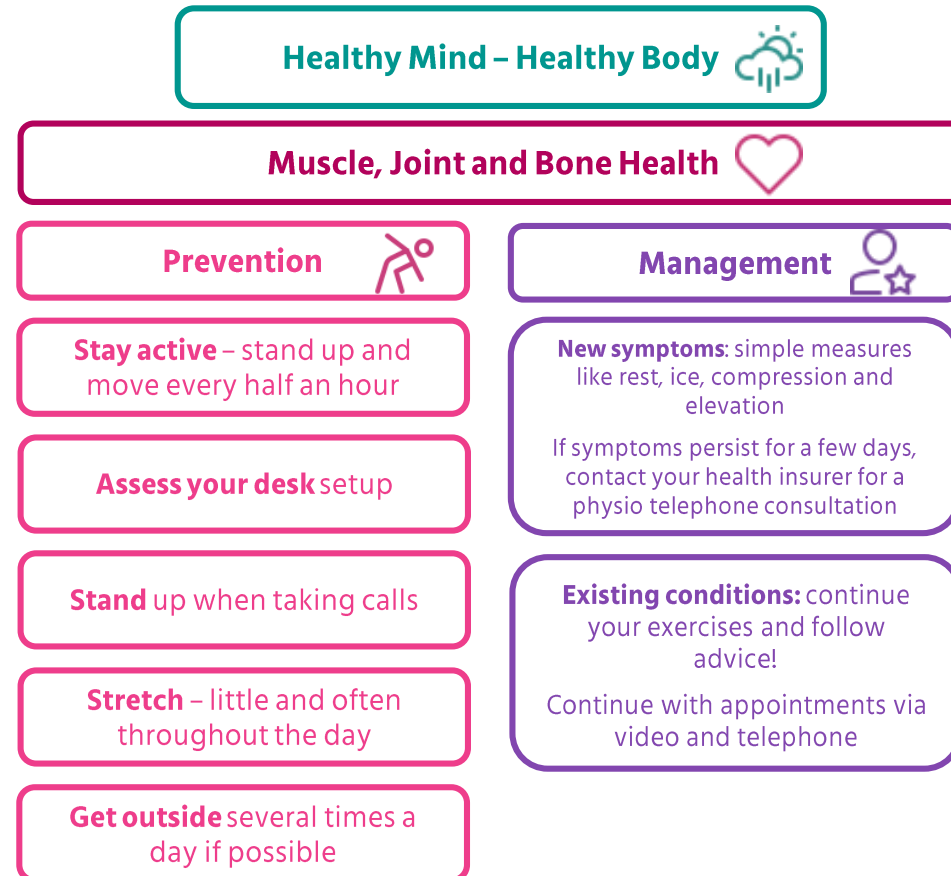 Healthy Mind – Healthy Body
Muscle, Joint and Bone Health
Prevention
Stay active – stand up and
move every half an hour
Assess your desk setup
Stand up when taking calls
Stretch – little and often
throughout the day
Get outside several times a
day if possible
Management
New symptoms: simple measures
like rest, ice, compression and
elevation
If symptoms persist for a few days,
contact your health insurer for a
physio telephone consultation
Existing conditions: continue
your exercises and follow
advice!
Continue with appointments via
video and telephone